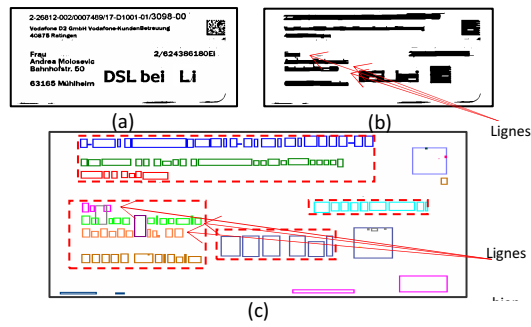 2-26812-002/0007489/17-D1001-01/3098-00
Vodafone D2 GmbH Vodafone-Kundenbetreuung
40875 Ratingen
Frau
2/624386180EI
Andrea Molosevic
Bahnhofstr. 50
DSL bei Li
63165 Mühlheim
(a)
(b)
Lignes
Lignes
(c)